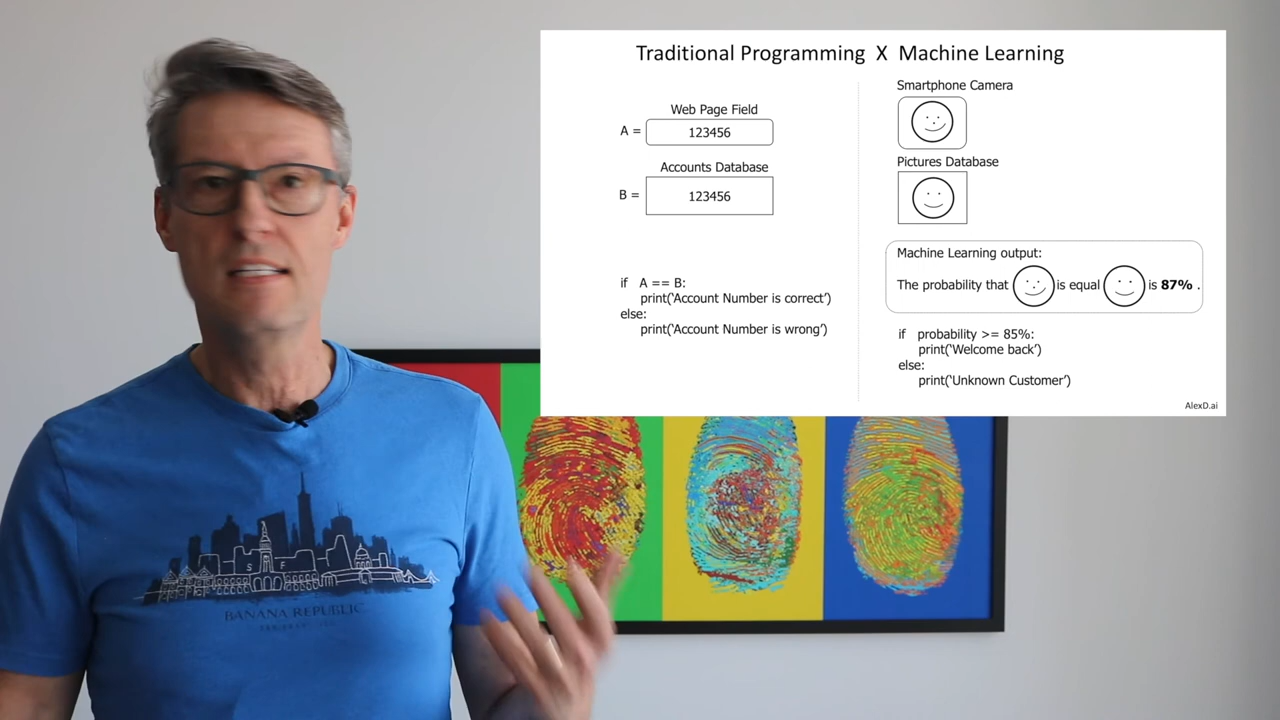 Traditional Programming X Machine Learning
Web Page Field
A = 123456
Accounts Database
B = 123456
if A == B:
print('Account Number is correct')
else:
print('Account Number is wrong')
Smartphone Camera
Pictures Database
Machine Learning output:
The probability that is equal is 87% .
if probability >= 85%:
print('Welcome back')
else:
print('Unknown Customer')
AlexD.ai
S F
BANANA REPUBLIC